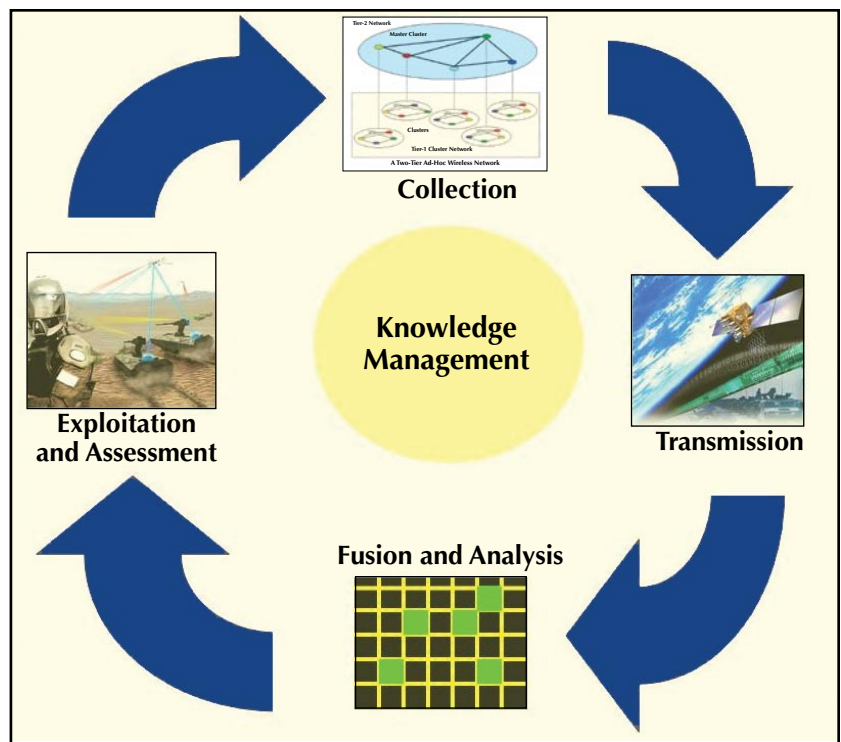 Tier-2 Network
Master Cluster
Clusters
Tier-1 Cluster Network
A Two-Tier Ad-Hoc Wireless Network
Collection
Knowledge
Management
Exploitation
and Assessment
Transmission
Fusion and Analysis